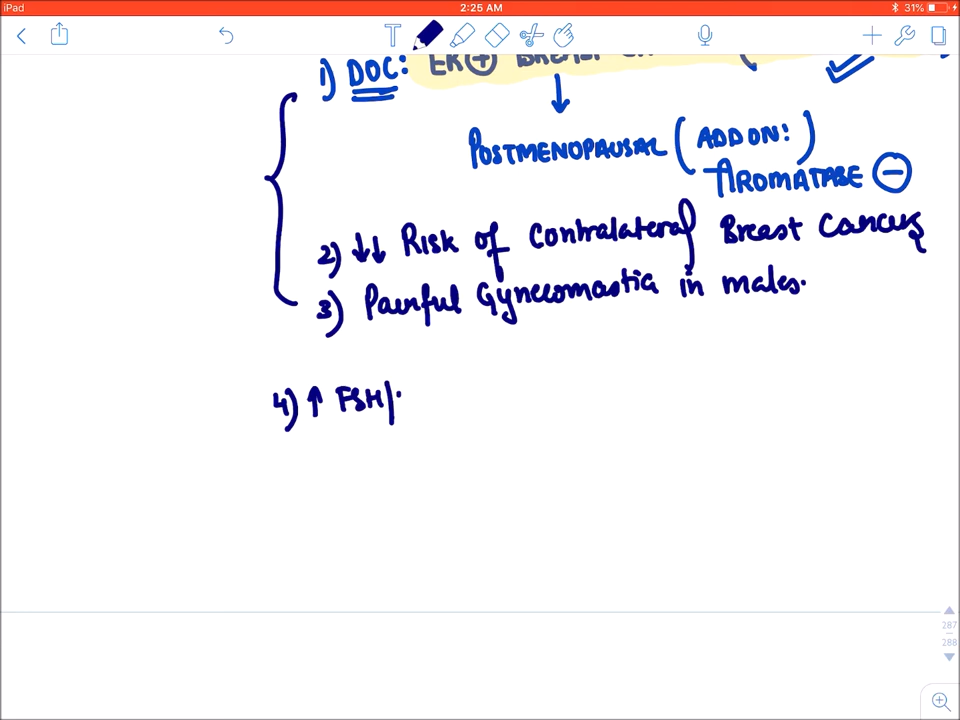 iPad 2:25 AM 31%
T
1) DOC: ER⊕ BREAST
↓
POSTMENOPAUSAL (ADD ON:)
AROMATASE ⊖
2) ↓↓ Risk of Contralateral Breast Cancer
3) Painful Gynecomastia in males.
4) ↑ FSH/
287
288